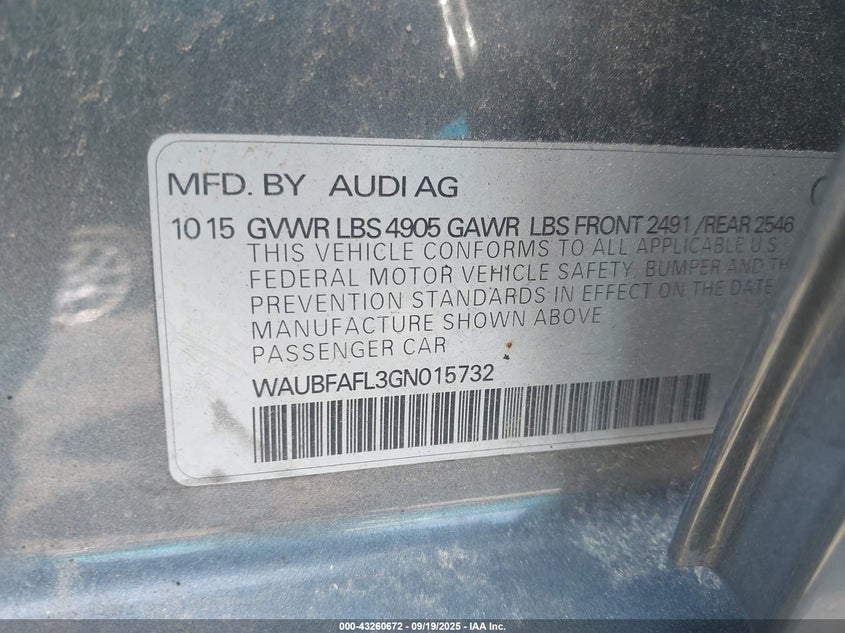 MFD. BY AUDI AG
10 15 GVWR LBS 4905 GAWR LBS FRONT 2491 /REAR 2546
THIS VEHICLE CONFORMS TO ALL APPLICABLE U.S.
FEDERAL MOTOR VEHICLE SAFETY, BUMPER AND
PREVENTION STANDARDS IN EFFECT ON THE DATE
MANUFACTURE SHOWN ABOVE
PASSENGER CAR
WAUBFAFL3GN015732
000-43260672 - 09/19/2025 - IAA Inc.